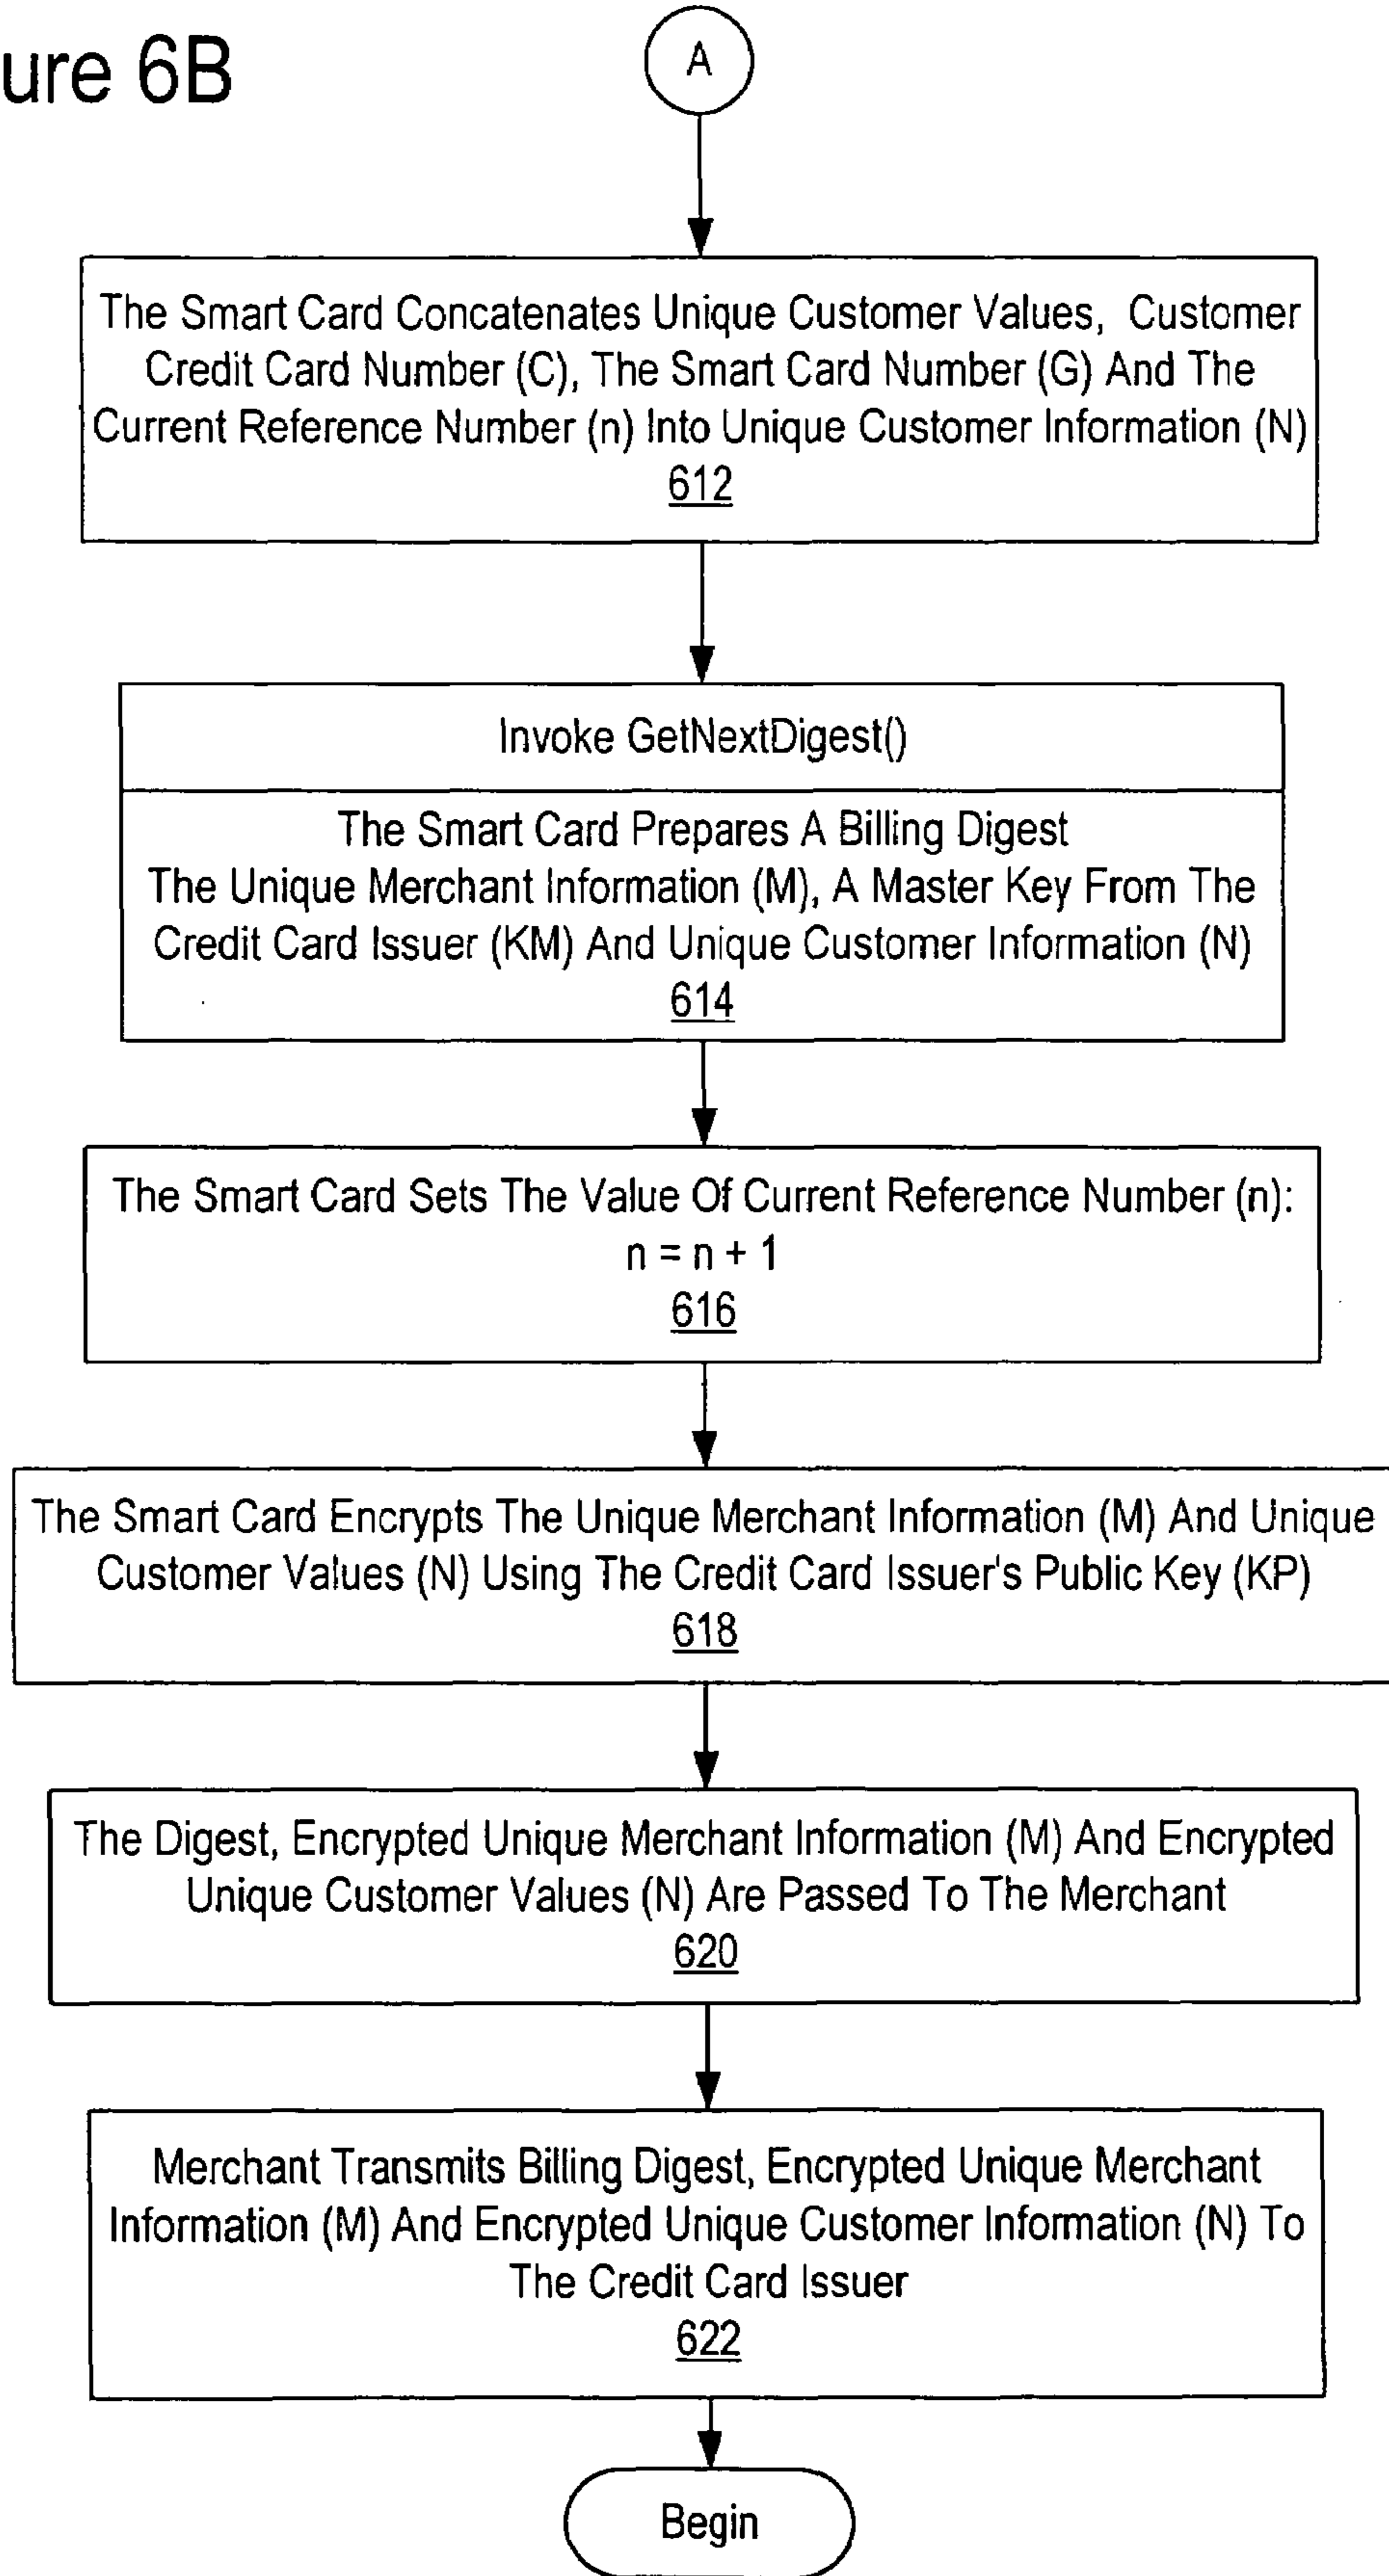 ure 6B
A
The Smart Card Concatenates Unique Customer Values, Customer
Credit Card Number (C), The Smart Card Number (G) And The
Current Reference Number (n) Into Unique Customer Information (N)
612
Invoke GetNextDigest()
The Smart Card Prepares A Billing Digest
The Unique Merchant Information (M), A Master Key From The
Credit Card Issuer (KM) And Unique Customer Information (N)
614
The Smart Card Sets The Value Of Current Reference Number (n):
n = n + 1
616
The Smart Card Encrypts The Unique Merchant Information (M) And Unique
Customer Values (N) Using The Credit Card Issuer's Public Key (KP)
618
The Digest, Encrypted Unique Merchant Information (M) And Encrypted
Unique Customer Values (N) Are Passed To The Merchant
620
Merchant Transmits Billing Digest, Encrypted Unique Merchant
Information (M) And Encrypted Unique Customer Information (N) To
The Credit Card Issuer
622
Begin